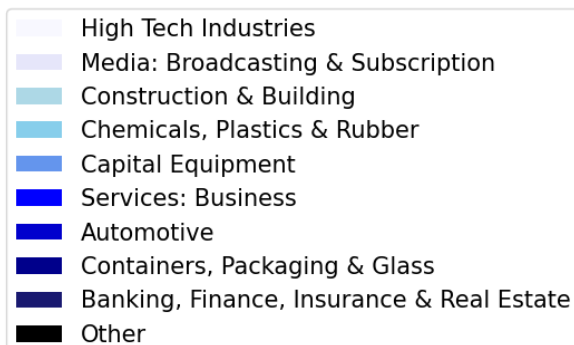 High Tech Industries
Media: Broadcasting & Subscription
Construction & Building
Chemicals, Plastics & Rubber
Capital Equipment
Services: Business
Automotive
Containers, Packaging & Glass
Banking, Finance, Insurance & Real Estate
Other